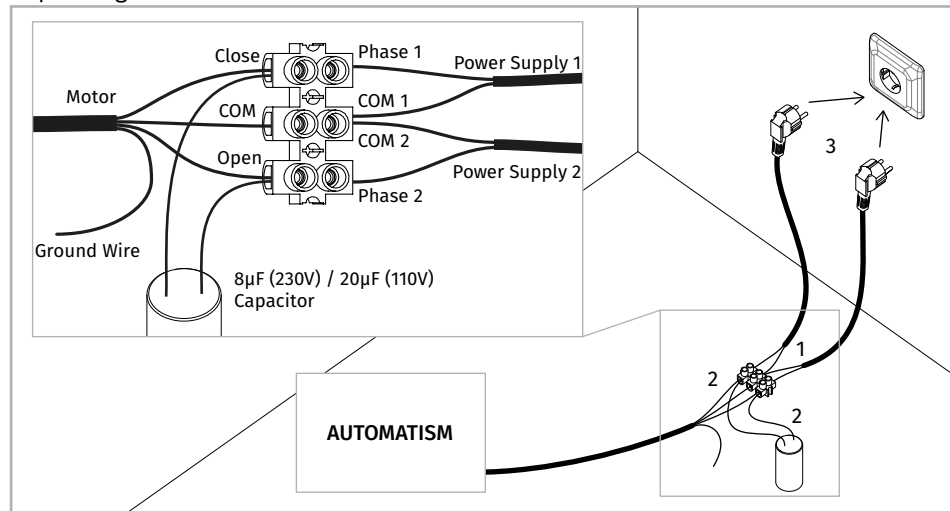 Close
Phase 1
Power Supply 1
Motor
COM
COM 1
COM 2
Open
Power Supply 2
Phase 2
Ground Wire
8µF (230V) / 20µF (110V)
Capacitor
3
1
2
2
AUTOMATISM